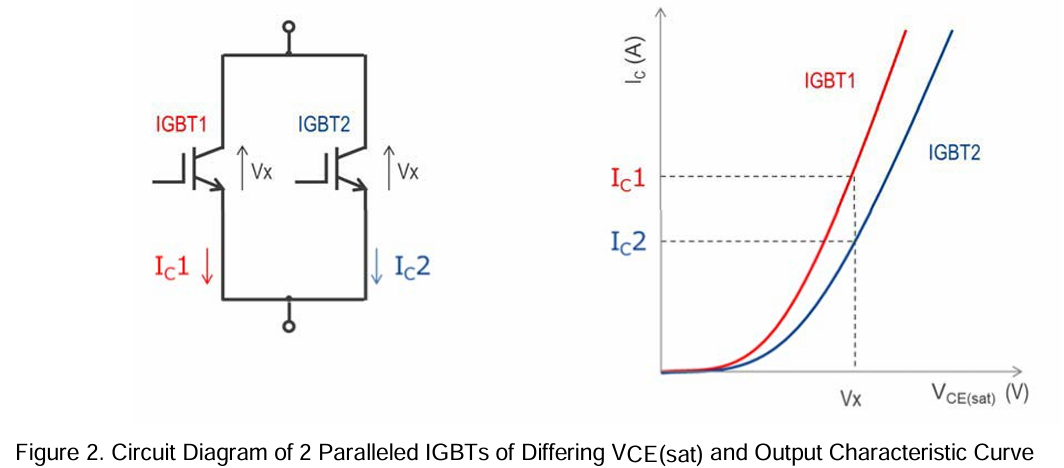 IGBT1
IGBT2
Vx
Vx
IC1
IC2
IC (A)
IGBT1
IGBT2
IC1
IC2
Vx
VCE(sat) (V)
Figure 2. Circuit Diagram of 2 Paralleled IGBTs of Differing VCE(sat) and Output Characteristic Curve